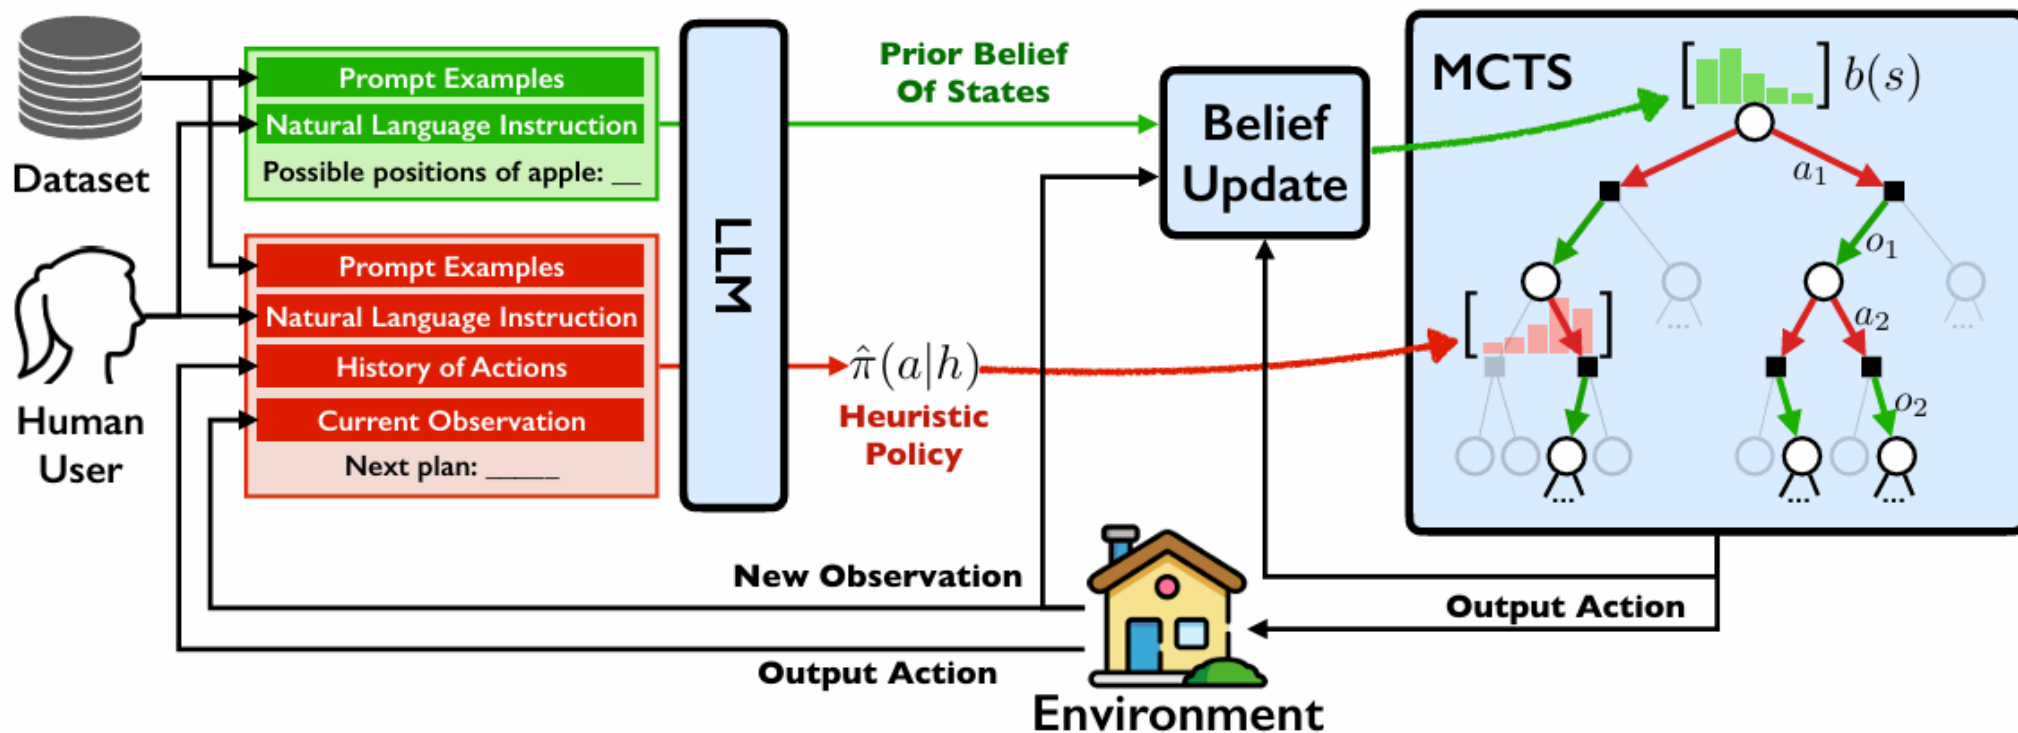 Dataset
Human
User
Prompt Examples
Natural Language Instruction
Possible positions of apple: __
Prompt Examples
Natural Language Instruction
History of Actions
Current Observation
Next plan: _____
LLM
Prior Belief
Of States
π̂(a|h)
Heuristic
Policy
Belief
Update
MCTS
[ ] b(s)
a₁
o₁
[ ]
a₂
o₂
...
...
...
...
...
New Observation
Output Action
Output Action
Environment